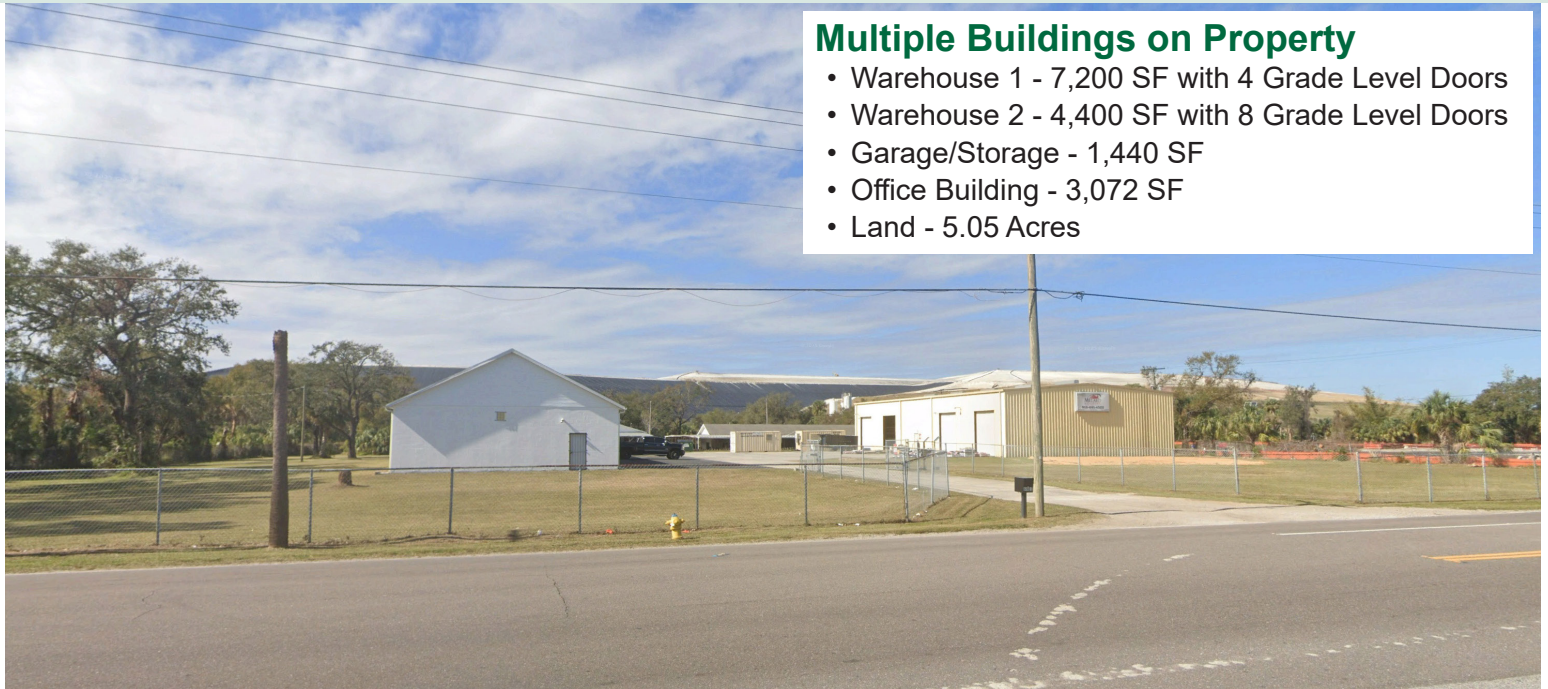 Multiple Buildings on Property
• Warehouse 1 - 7,200 SF with 4 Grade Level Doors
• Warehouse 2 - 4,400 SF with 8 Grade Level Doors
• Garage/Storage - 1,440 SF
• Office Building - 3,072 SF
• Land - 5.05 Acres